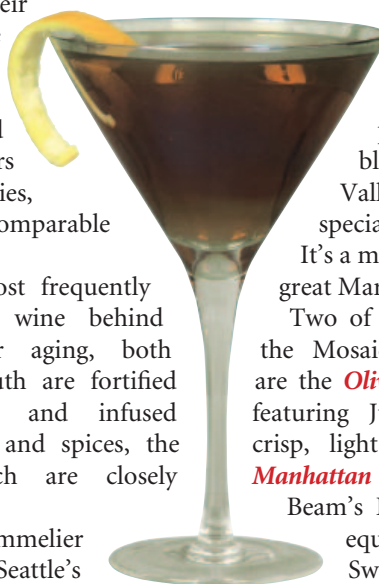 eir
d
rs
ies,
omparable
ost frequently
wine behind
r aging, both
uth are fortified
and infused
and spices, the
ch are closely
mmelier
Seattle's
bl
Vall
specia
It's a m
great Mar
Two of
the Mosai
are the Oliv
featuring J
crisp, light
Manhattan
Beam's
equ
Sw